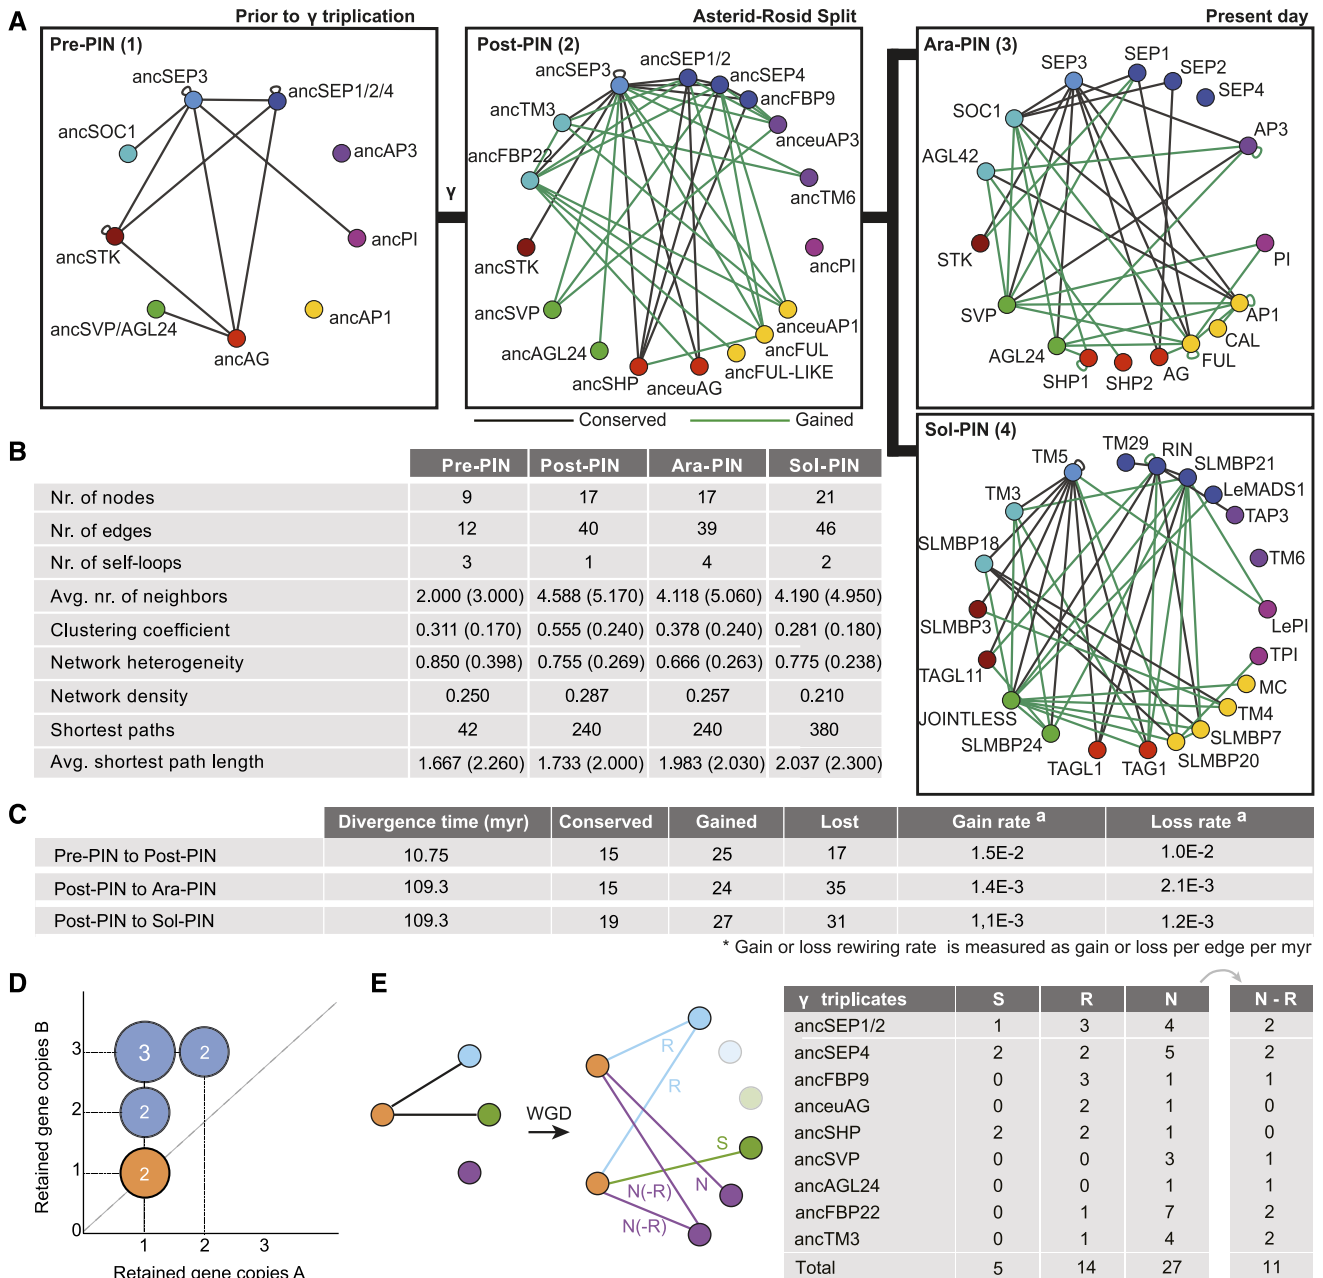 A
Prior to γ triplication
Asterid-Rosid Split
Present day
Pre-PIN (1)
ancSEP3
ancSEP1/2/4
ancSOC1
ancAP3
ancSTK
ancPI
ancSVP/AGL24
ancAP1
ancAG
γ
Post-PIN (2)
ancSEP3
ancSEP1/2
ancSEP4
ancTM3
ancFBP9
anceuAP3
ancFBP22
ancTM6
ancSTK
ancPI
ancSVP
anceuAP1
ancAGL24
ancFUL
ancSHP
anceuAG
ancFUL-LIKE
Conserved
Gained
Ara-PIN (3)
SEP3
SEP1
SEP2
SEP4
SOC1
AP3
AGL42
STK
PI
SVP
AP1
CAL
AGL24
FUL
SHP1
SHP2
AG
Sol-PIN (4)
TM5
TM29
RIN
SLMBP21
TM3
LeMADS1
TAP3
SLMBP18
TM6
SLMBP3
LePI
TAGL11
TPI
MC
JOINTLESS
TM4
SLMBP24
SLMBP7
TAGL1
TAG1
SLMBP20
B
Pre-PIN Post-PIN Ara-PIN Sol-PIN
Nr. of nodes 9 17 17 21
Nr. of edges 12 40 39 46
Nr. of self-loops 3 1 4 2
Avg. nr. of neighbors 2.000 (3.000) 4.588 (5.170) 4.118 (5.060) 4.190 (4.950)
Clustering coefficient 0.311 (0.170) 0.555 (0.240) 0.378 (0.240) 0.281 (0.180)
Network heterogeneity 0.850 (0.398) 0.755 (0.269) 0.666 (0.263) 0.775 (0.238)
Network density 0.250 0.287 0.257 0.210
Shortest paths 42 240 240 380
Avg. shortest path length 1.667 (2.260) 1.733 (2.000) 1.983 (2.030) 2.037 (2.300)
C
Divergence time (myr) Conserved Gained Lost Gain rate a Loss rate a
Pre-PIN to Post-PIN 10.75 15 25 17 1.5E-2 1.0E-2
Post-PIN to Ara-PIN 109.3 15 24 35 1.4E-3 2.1E-3
Post-PIN to Sol-PIN 109.3 19 27 31 1,1E-3 1.2E-3
* Gain or loss rewiring rate is measured as gain or loss per edge per myr
D
Retained gene copies B
3
2
1
0
3
2
2
2
1 2 3
Retained gene copies A
E
WGD
R
R
S
N
N(-R)
N(-R)
γ triplicates S R N N - R
ancSEP1/2 1 3 4 2
ancSEP4 2 2 5 2
ancFBP9 0 3 1 1
anceuAG 0 2 1 0
ancSHP 2 2 1 0
ancSVP 0 0 3 1
ancAGL24 0 0 1 1
ancFBP22 0 1 7 2
ancTM3 0 1 4 2
Total 5 14 27 11